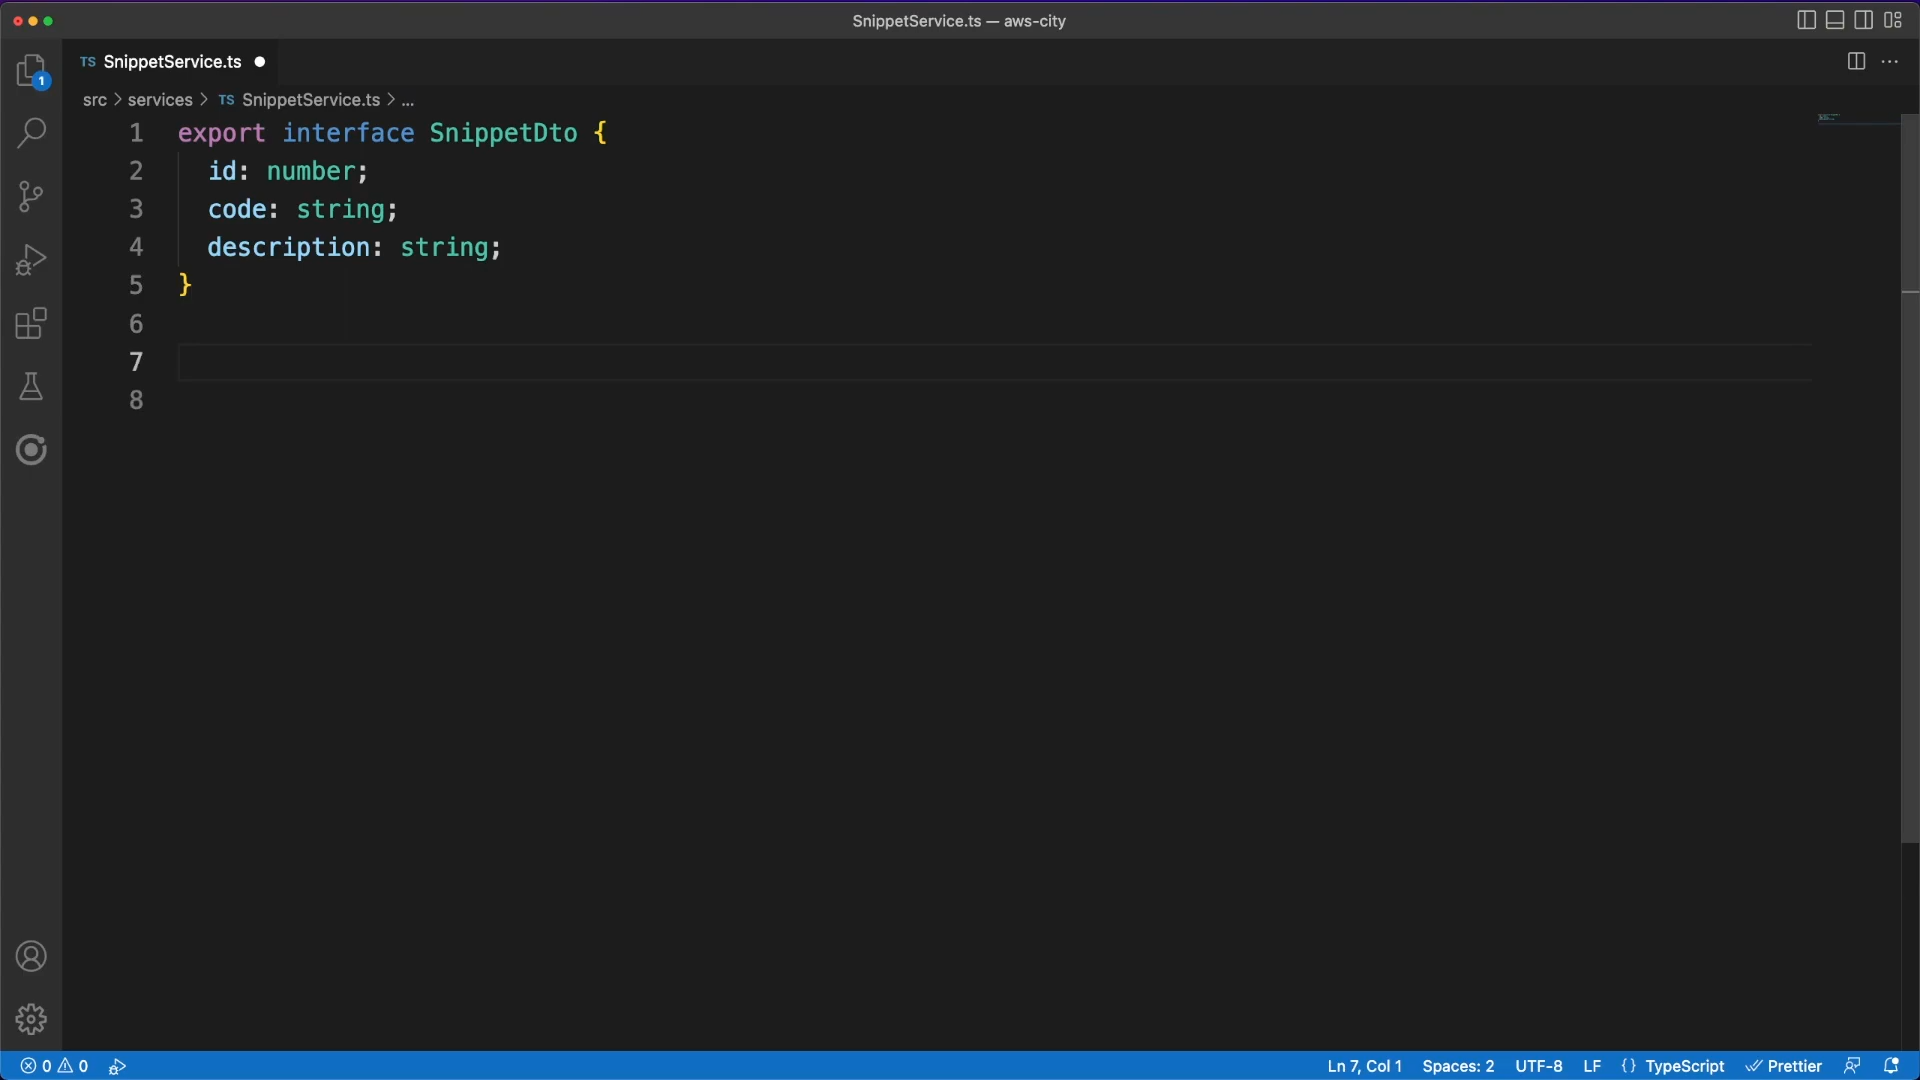 SnippetService.ts — aws-city
TS SnippetService.ts
1
src > services > TS SnippetService.ts > ...
1 export interface SnippetDto {
2 id: number;
3 code: string;
4 description: string;
5 }
6
7
8
0 0 Ln 7, Col 1 Spaces: 2 UTF-8 LF {} TypeScript Prettier